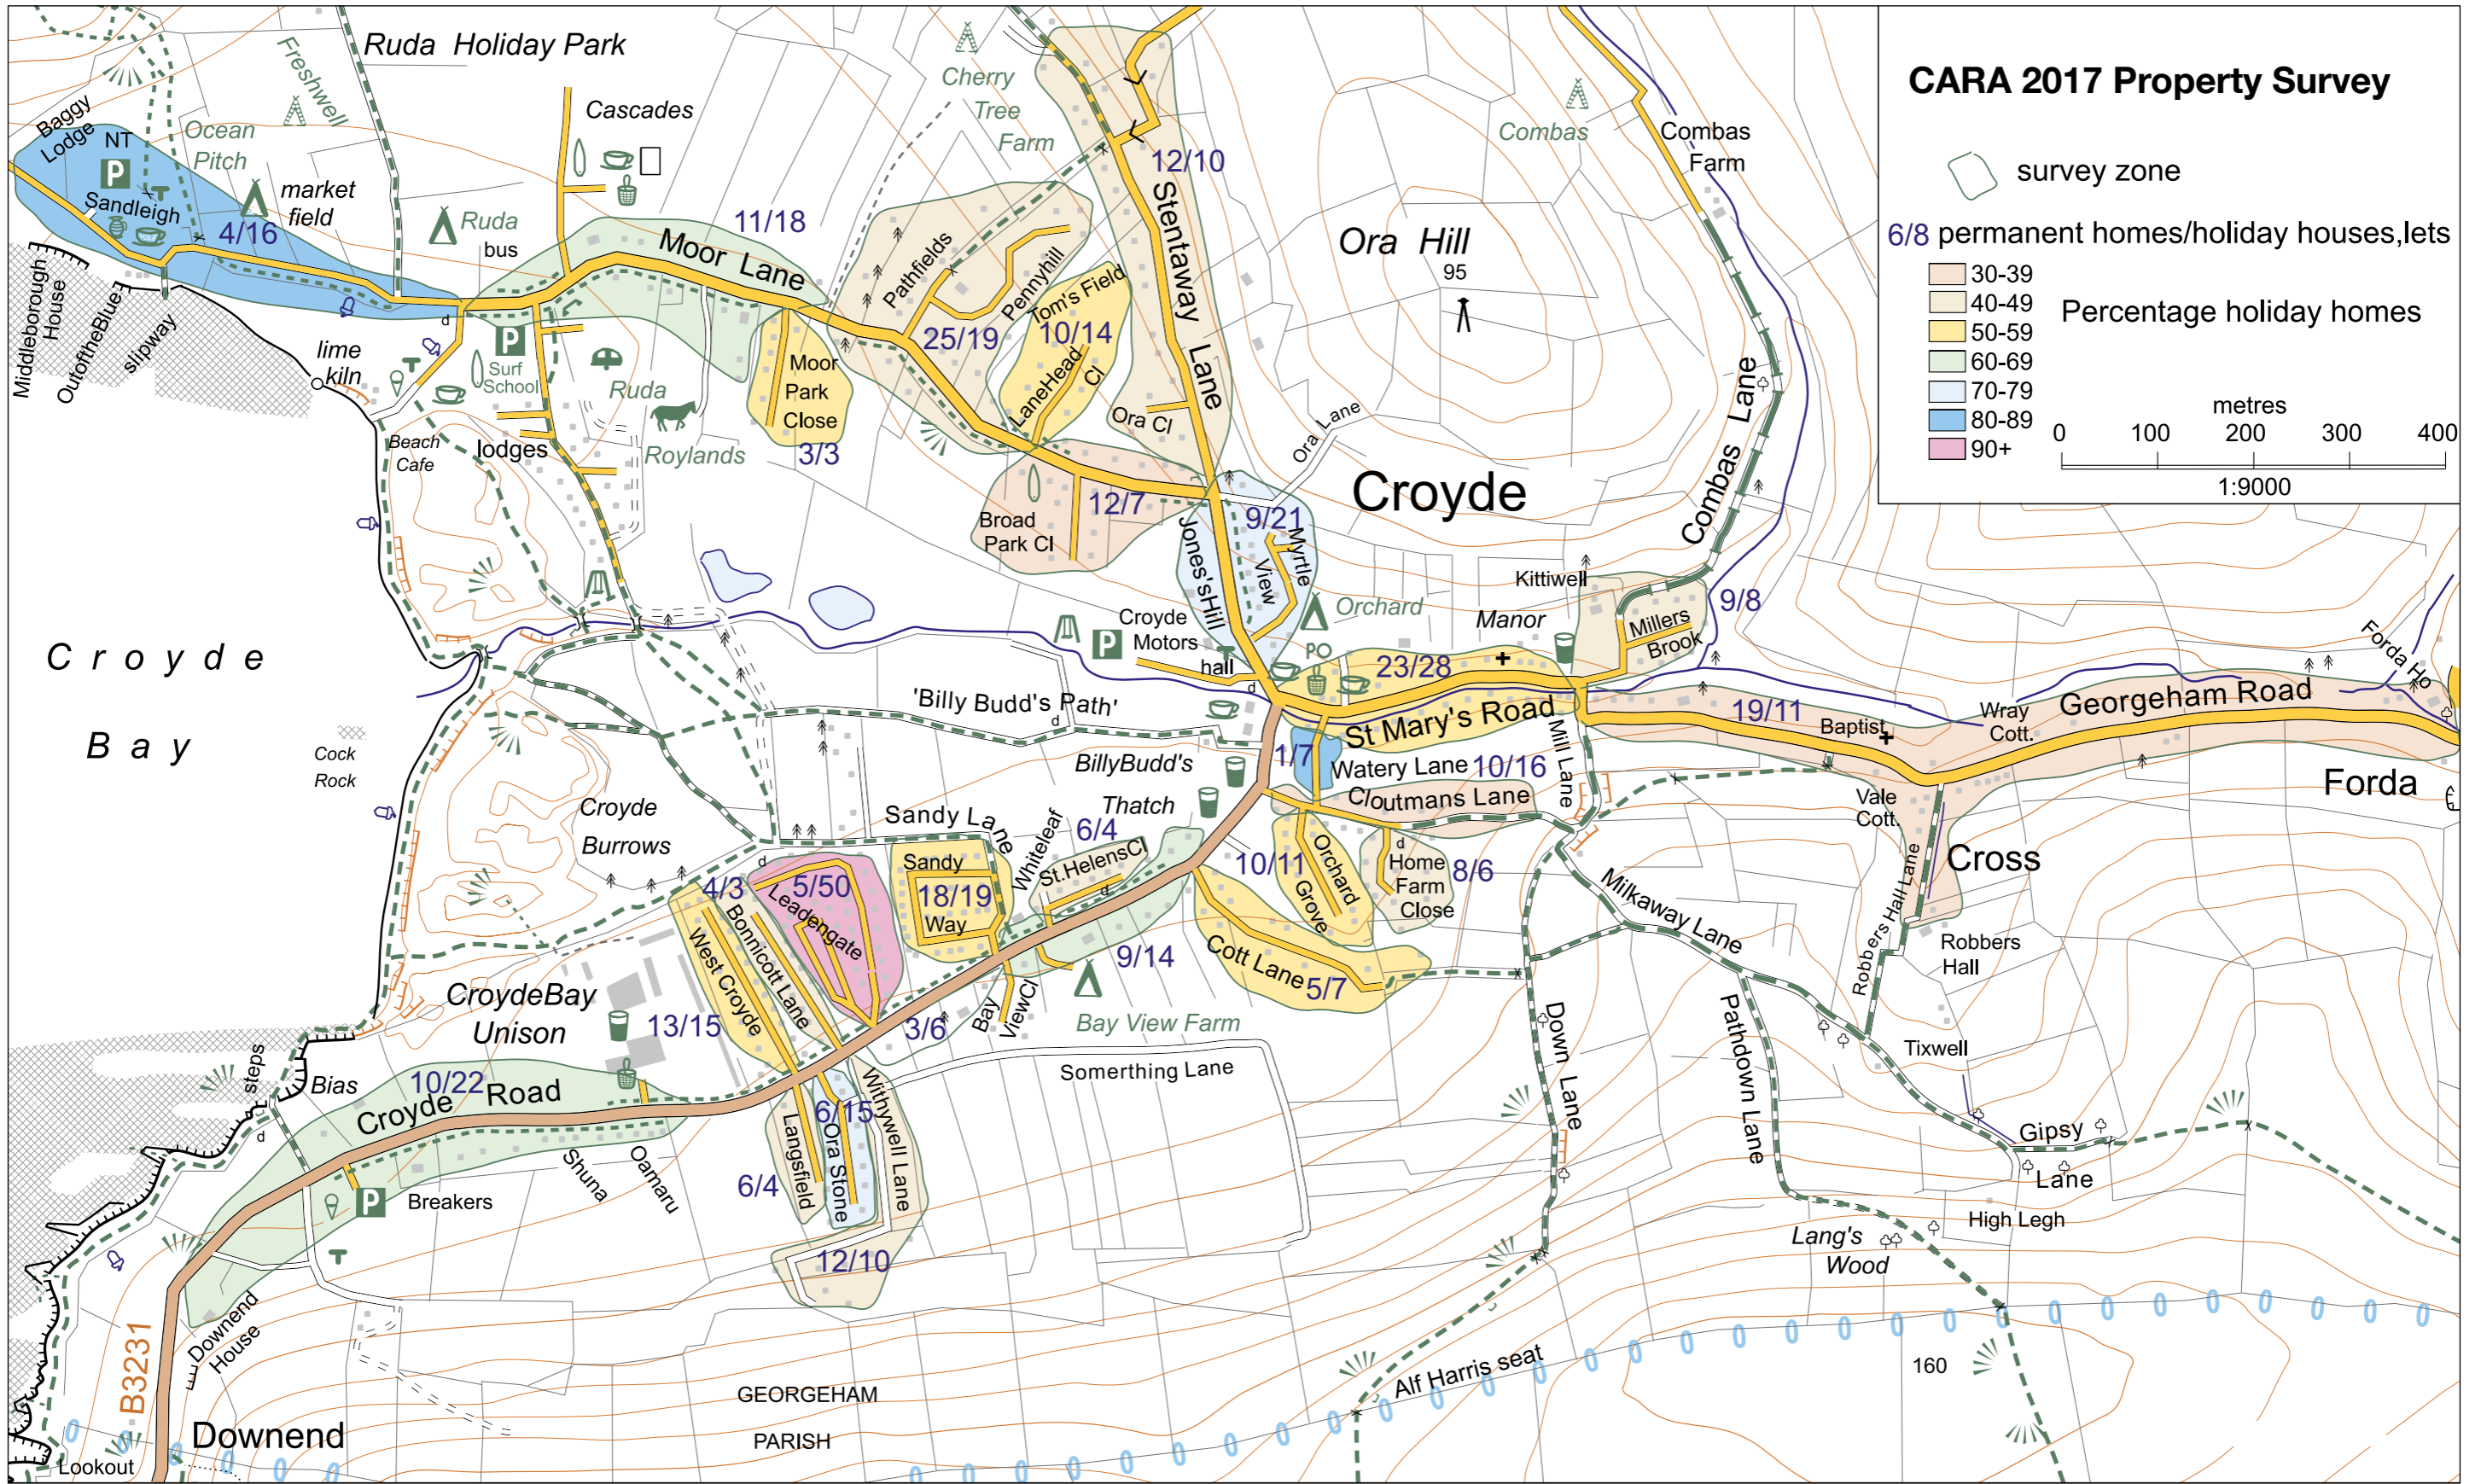 CARA 2017 Property Survey
survey zone
6/8 permanent homes/holiday houses,lets
30-39
40-49
50-59
60-69
70-79
80-89
90+
Percentage holiday homes
metres
0 100 200 300 400
1:9000
Ruda Holiday Park
Freshwell
Cascades
Cherry
Tree
Farm
Combas
Combas
Farm
Baggy
Lodge
NT
P
Ocean
Pitch
Sandleigh
4/16
market
field
Ruda
bus
11/18
Moor Lane
12/10
Stentaway
Lane
Ora Hill
95
Pathfields
Pennyhill
25/19
Tom's Field
10/14
LaneHead
Cl
Ora Cl
Ora Lane
Middleborough
House
OutoftheBlue
slipway
lime
kiln
d
P
Surf
School
Ruda
Roylands
Moor
Park
Close
3/3
Beach
Cafe
lodges
Broad
Park Cl
12/7
Jones'sHill
9/21
Myrtle
View
Croyde
Combas Lane
Kittiwell
Manor
Millers
Brook
9/8
Orchard
Croyde
Motors
P
hall
d
PO
23/28
St Mary's Road
Mill Lane
19/11
Baptist
Wray
Cott.
Georgeham Road
Forda Ho
Forda
Croyde
Bay
Cock
Rock
'Billy Budd's Path'
d
BillyBudd's
Thatch
1/7
Watery Lane
10/16
Cloutmans Lane
Vale
Cott.
Cross
Robbers Hall Lane
Robbers
Hall
Croyde
Burrows
Sandy Lane
d
4/3
5/50
Leadengate
Sandy
18/19
Way
Whiteleaf
6/4
St.HelensCl
d
10/11
Orchard
Grove
d
Home
Farm
Close
8/6
Milkaway Lane
West Croyde
Bonnicott Lane
9/14
Cott Lane
5/7
CroydeBay
Unison
13/15
3/6
Bay
ViewCl
Bay View Farm
Down Lane
Pathdown Lane
Tixwell
steps
d
Bias
10/22
Croyde Road
Somerthing Lane
Gipsy
Lane
Langsfield
6/15
Ora Stone
Withywell Lane
6/4
12/10
Shuna
Oamaru
P
Breakers
High Legh
Lang's
Wood
Downend
House
B3231
Downend
Lookout
GEORGEHAM
PARISH
Alf Harris seat
160